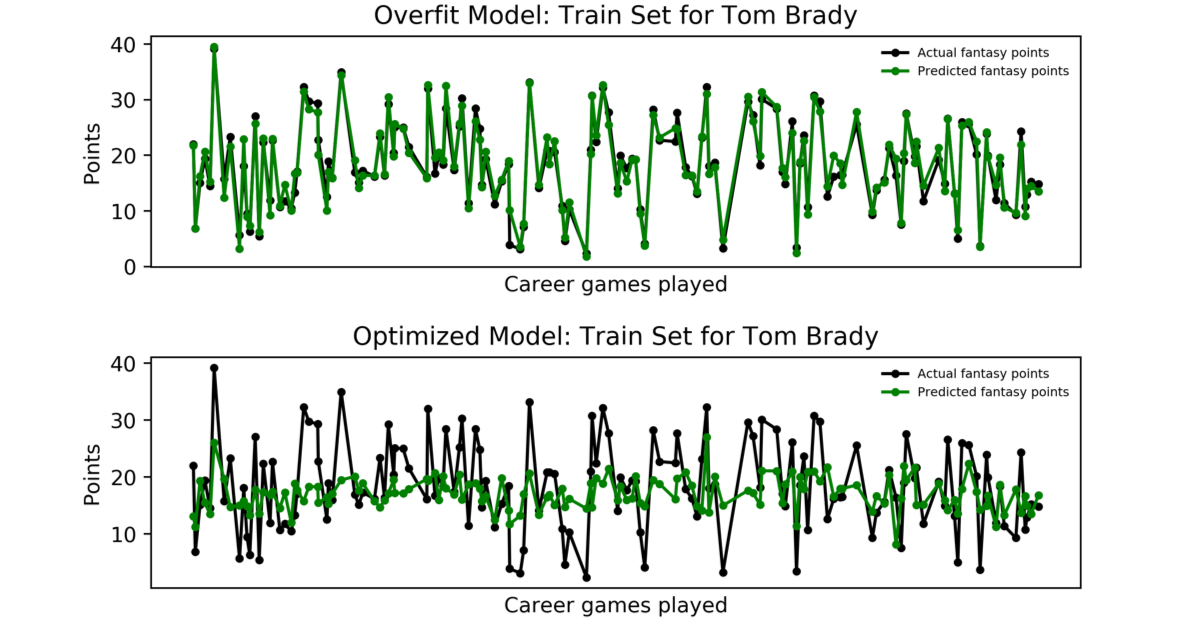 Overfit Model: Train Set for Tom Brady
40
30
20
10
0
Points
Actual fantasy points
Predicted fantasy points
Career games played
Optimized Model: Train Set for Tom Brady
40
30
20
10
Points
Actual fantasy points
Predicted fantasy points
Career games played